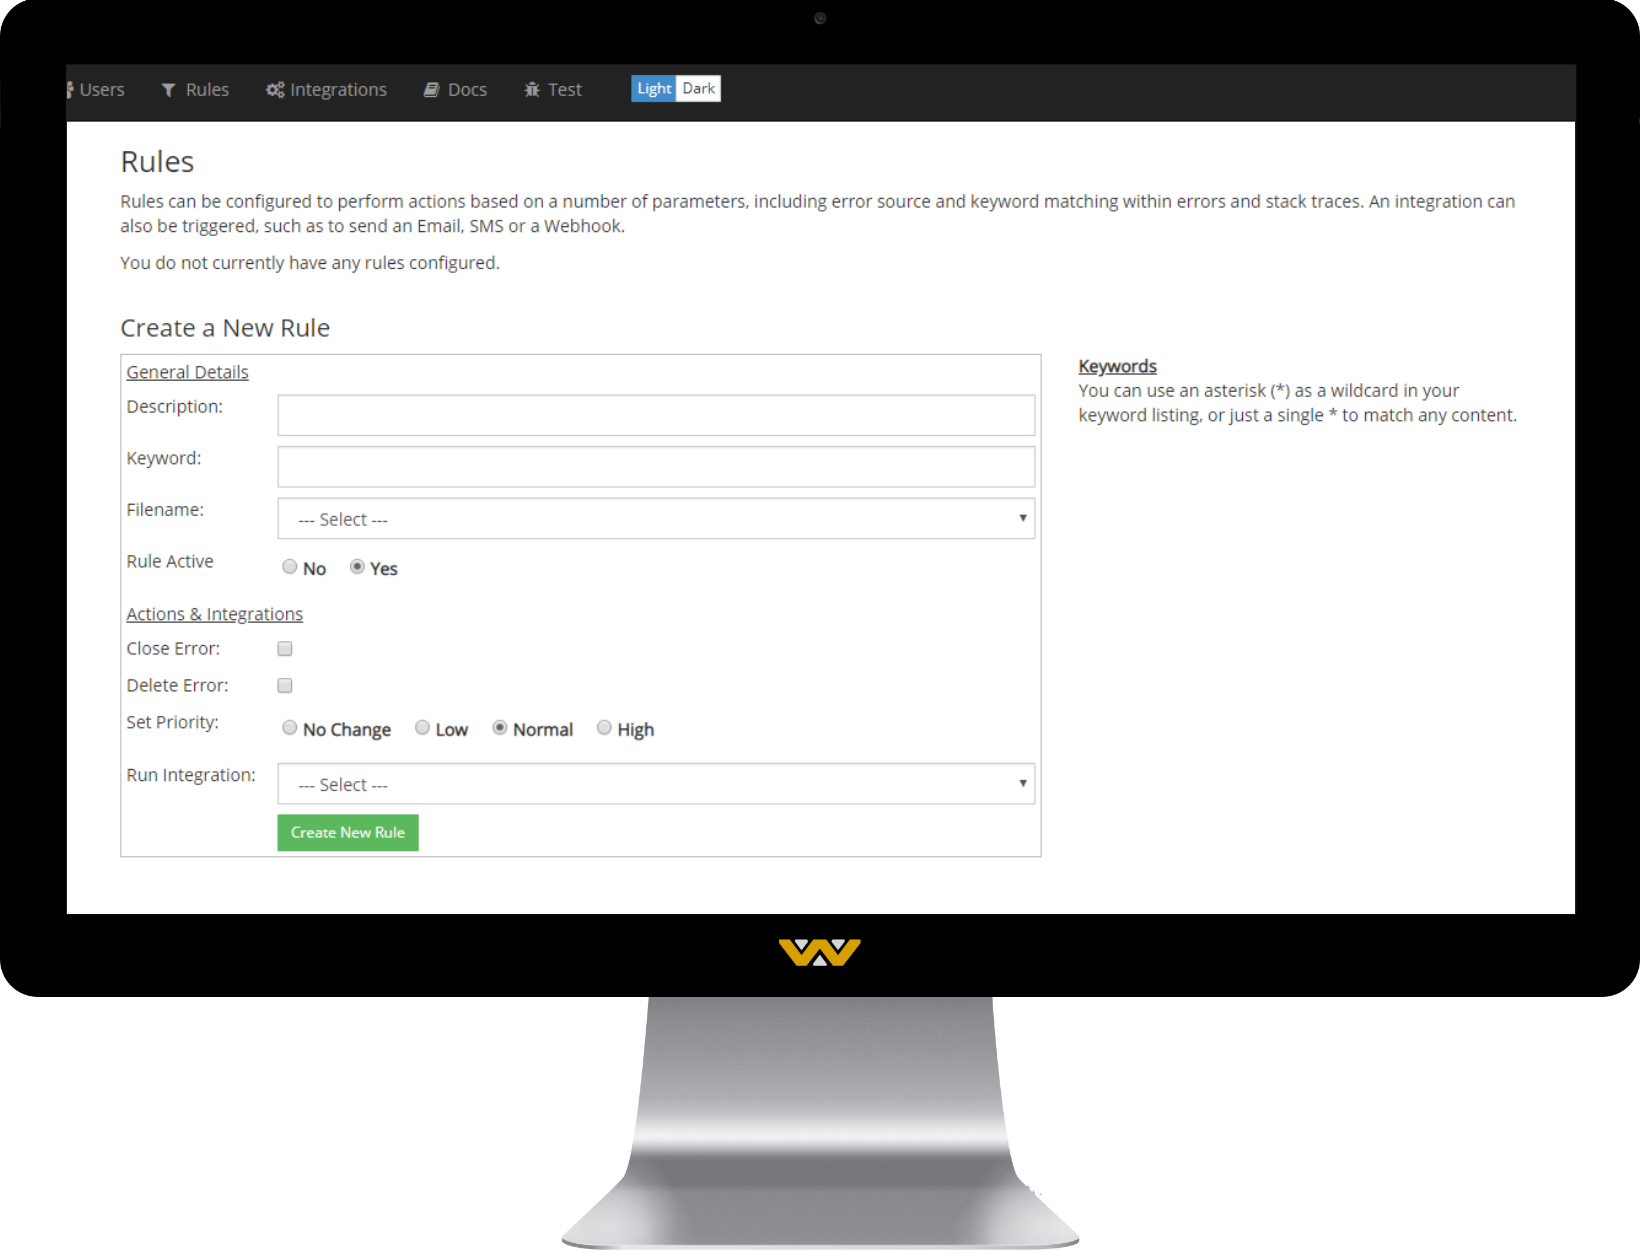 Users Rules Integrations Docs Test Light Dark
Rules
Rules can be configured to perform actions based on a number of parameters, including error source and keyword matching within errors and stack traces. An integration can
also be triggered, such as to send an Email, SMS or a Webhook.
You do not currently have any rules configured.
Create a New Rule
General Details
Description:
Keyword:
Filename: --- Select ---
Rule Active No Yes
Actions & Integrations
Close Error:
Delete Error:
Set Priority: No Change Low Normal High
Run Integration: --- Select ---
Create New Rule
Keywords
You can use an asterisk (*) as a wildcard in your
keyword listing, or just a single * to match any content.